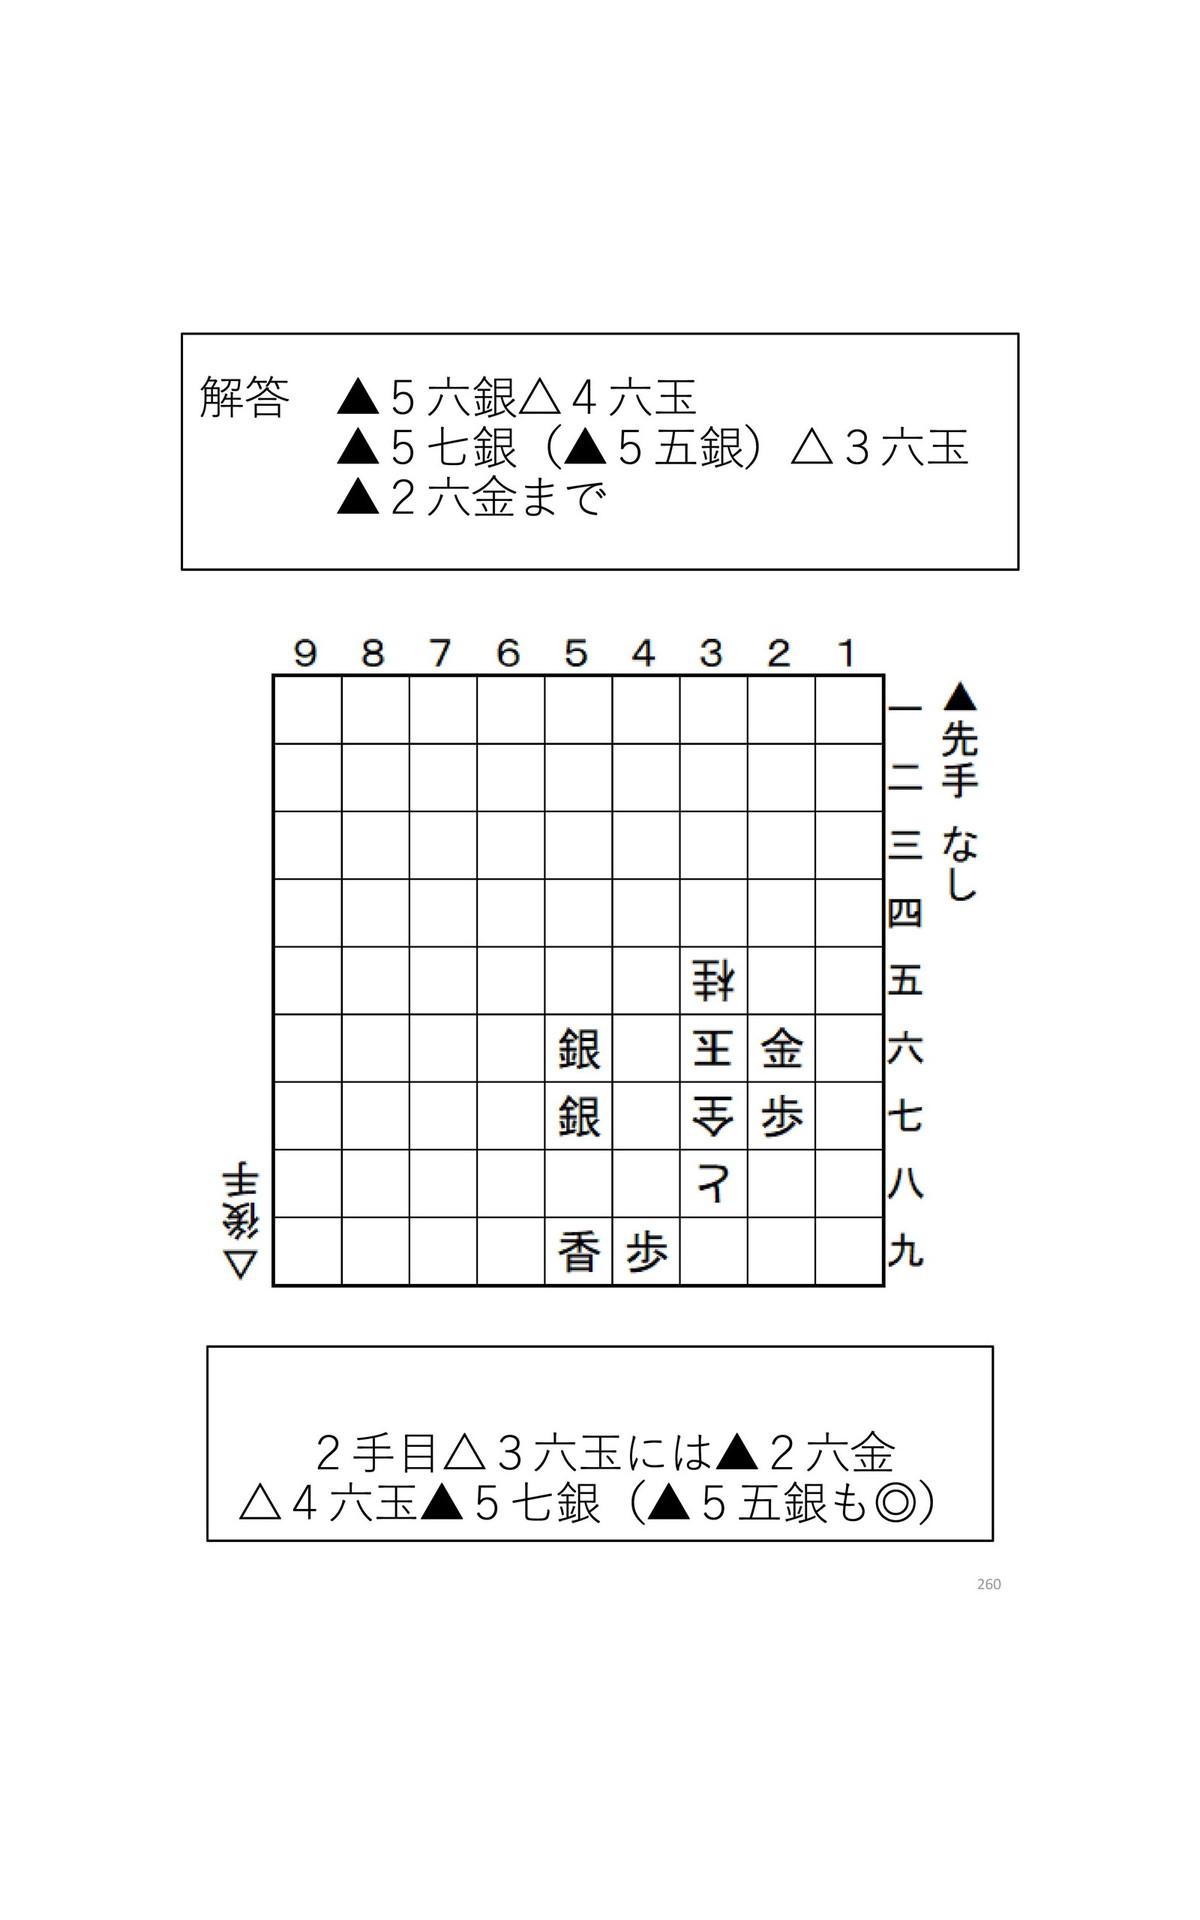 解答　▲５六銀△４六玉
▲５七銀（▲５五銀）△３六玉
▲２六金まで
9 8 7 6 5 4 3 2 1
一
二
三
四
五
六
七
八
九
▲先手　なし
桂
銀 王 金
銀 全 歩
と
香 歩
△後手
２手目△３六玉には▲２六金
△４六玉▲５七銀（▲５五銀も◎）
260